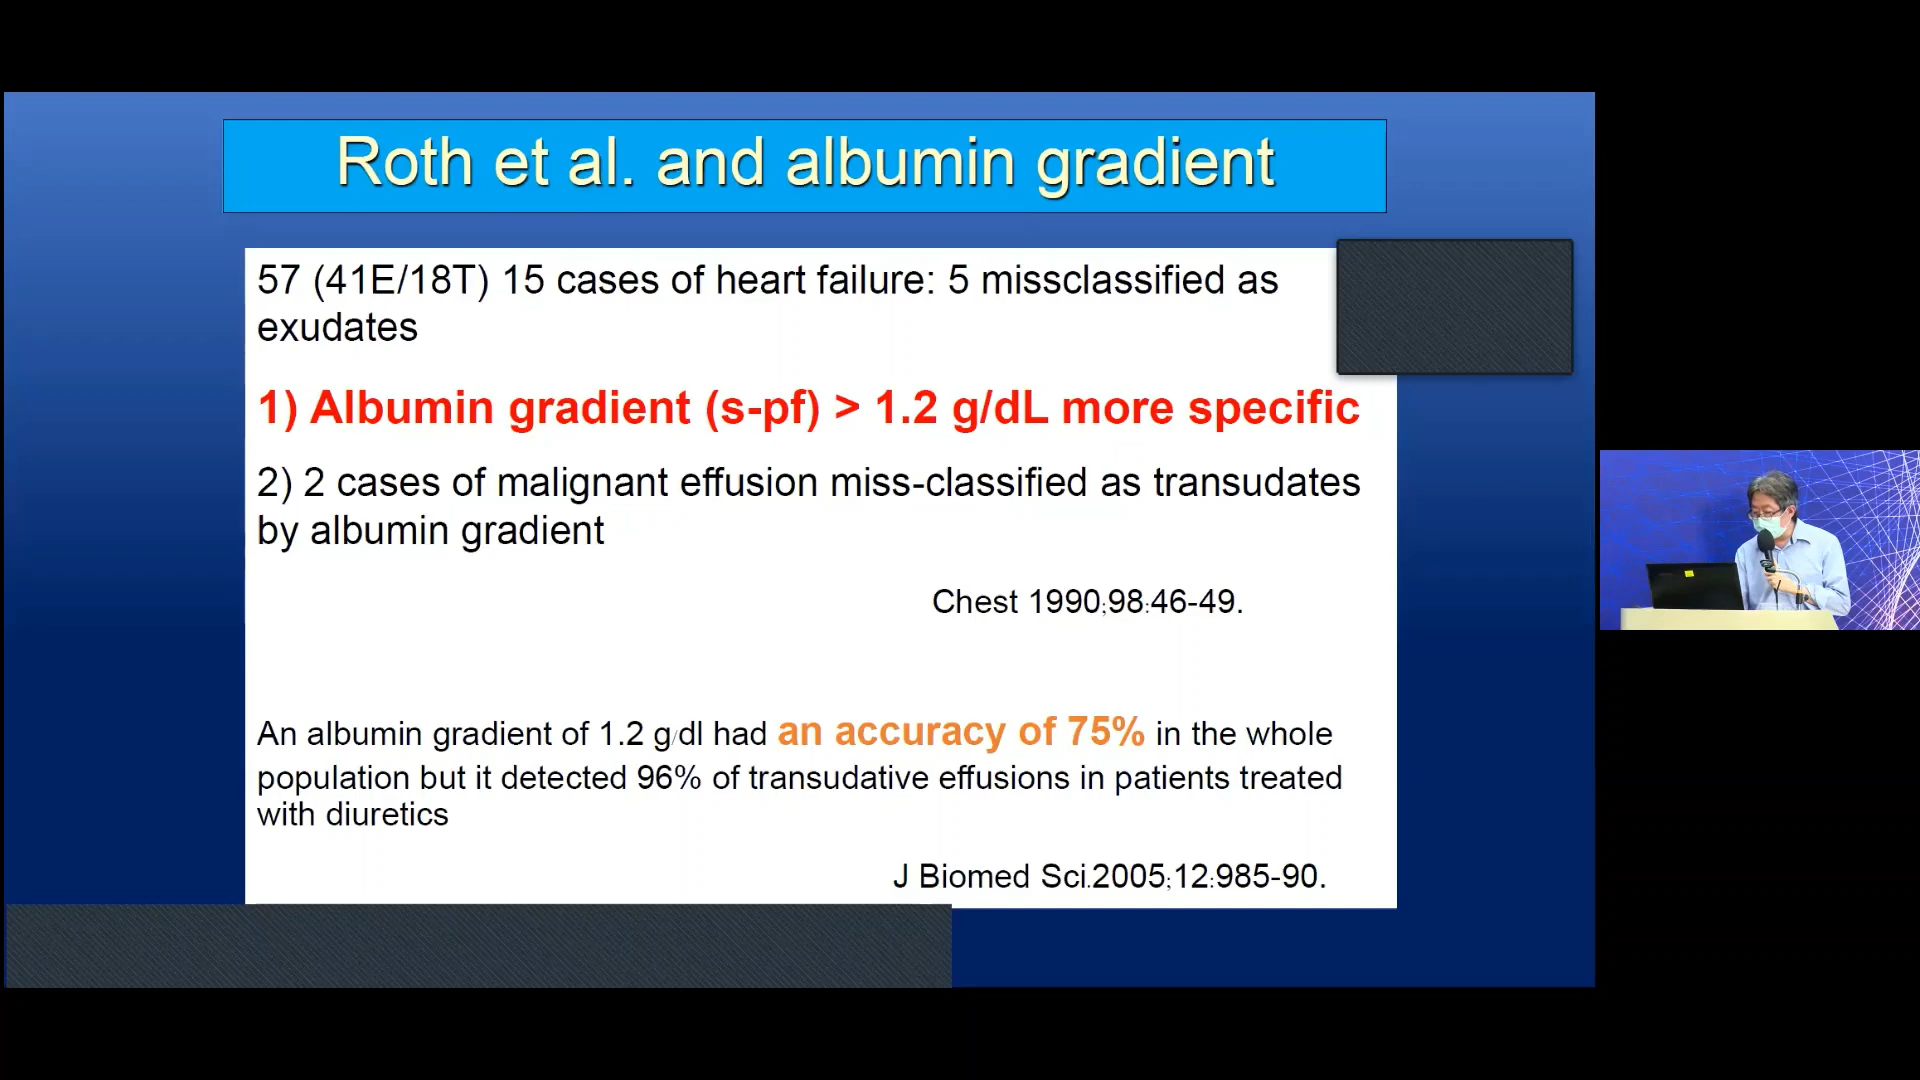 Roth et al. and albumin gradient
57 (41E/18T) 15 cases of heart failure: 5 missclassified as
exudates
1) Albumin gradient (s-pf) > 1.2 g/dL more specific
2) 2 cases of malignant effusion miss-classified as transudates
by albumin gradient
Chest 1990;98:46-49.
An albumin gradient of 1.2 g/dl had an accuracy of 75% in the whole
population but it detected 96% of transudative effusions in patients treated
with diuretics
J Biomed Sci.2005;12:985-90.